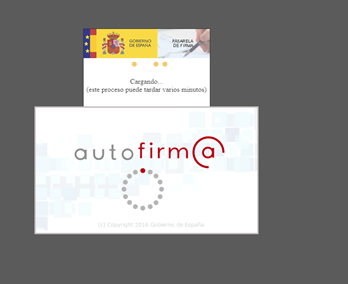 GOBIERNO
DE ESPAÑA
PASARELA
DE FIRMA
Cargando...
(este proceso puede tardar varios minutos)
autofirm@
(c) Copyright 2016 Gobierno de España